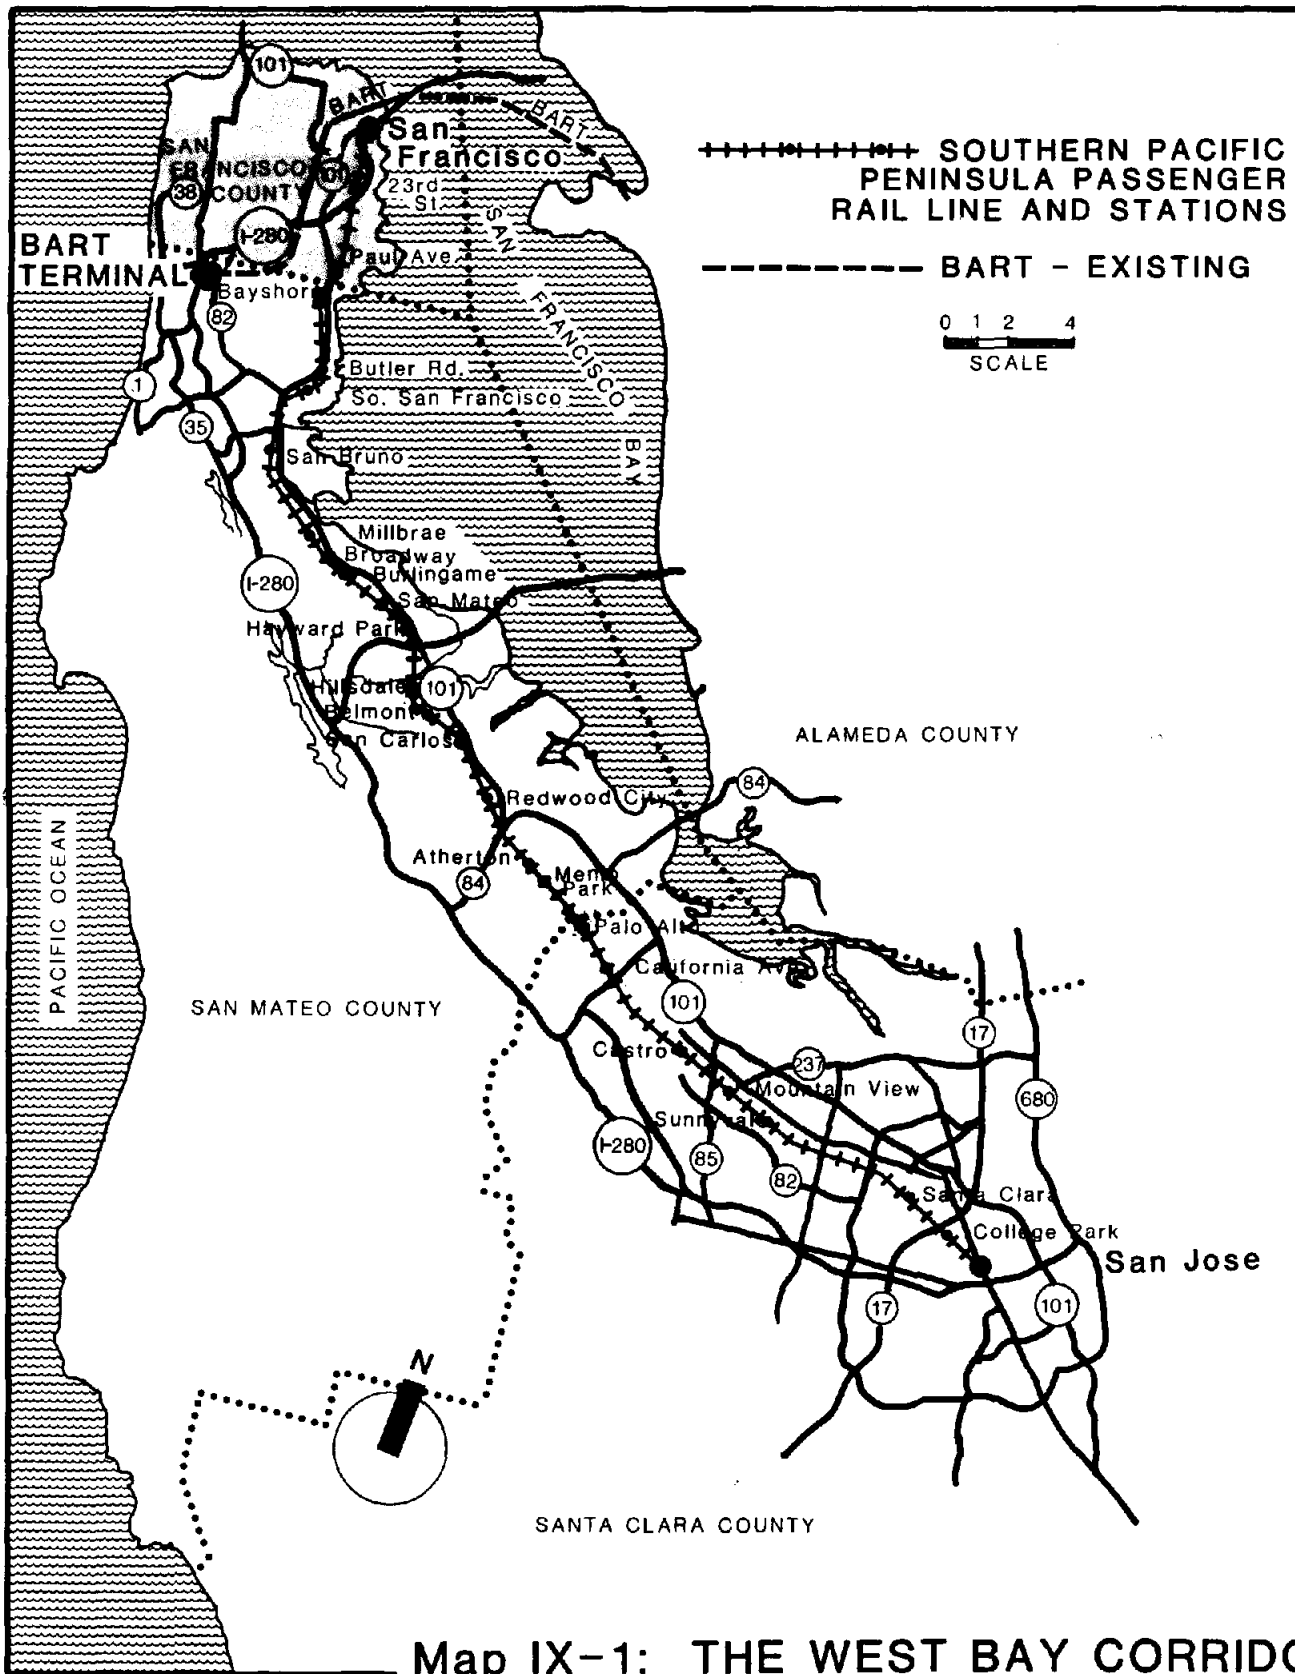 101
BART
BART
San
Francisco
SAN
FRANCISCO
COUNTY
38
101
23rd
St.
I-280
BART
TERMINAL
Paul Ave.
Bayshor
82
SOUTHERN PACIFIC
PENINSULA PASSENGER
RAIL LINE AND STATIONS
BART - EXISTING
0 1 2 4
SCALE
SAN FRANCISCO BAY
1
Butler Rd.
So. San Francisco
35
San Bruno
Millbrae
Broadway
Burlingame
San Mateo
I-280
Hayward Park
Hillsdale
101
Belmont
San Carlos
ALAMEDA COUNTY
84
Redwood City
PACIFIC OCEAN
Atherton
84
Menlo
Park
Palo Alto
California Ave.
SAN MATEO COUNTY
101
17
Castro
237
Mountain View
680
Sunnyvale
I-280
85
82
Santa Clara
College Park
San Jose
17
101
N
SANTA CLARA COUNTY
Map IX-1: THE WEST BAY CORRIDO